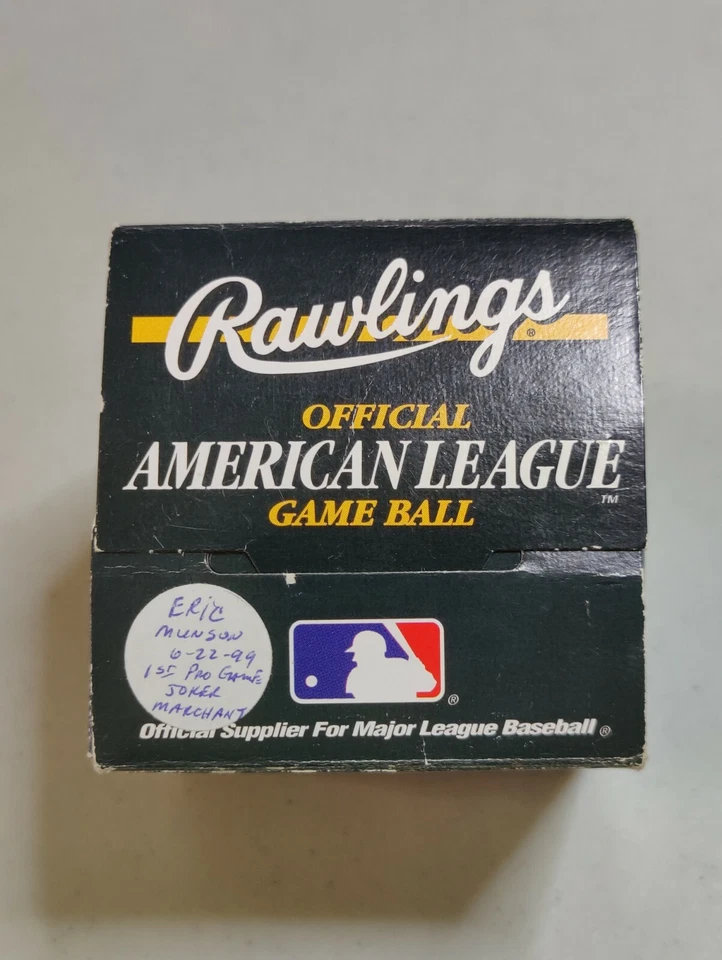 Rawlings®
OFFICIAL
AMERICAN LEAGUE™
GAME BALL
ERIC
MUNSON
6-22-99
1ST PRO GAME
JOKER
MARCHANT
®
Official Supplier For Major League Baseball®